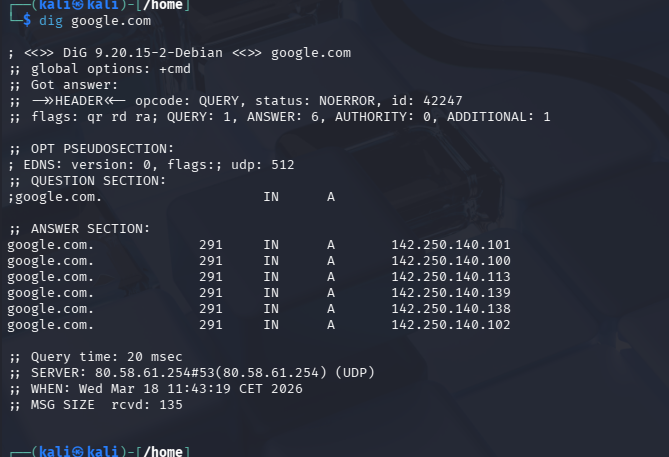 ┌──(kali㉿kali)-[/home]
└─$ dig google.com

; <<>> DiG 9.20.15-2-Debian <<>> google.com
;; global options: +cmd
;; Got answer:
;; ->>HEADER<<- opcode: QUERY, status: NOERROR, id: 42247
;; flags: qr rd ra; QUERY: 1, ANSWER: 6, AUTHORITY: 0, ADDITIONAL: 1

;; OPT PSEUDOSECTION:
; EDNS: version: 0, flags:; udp: 512
;; QUESTION SECTION:
;google.com.                    IN      A

;; ANSWER SECTION:
google.com.             291     IN      A       142.250.140.101
google.com.             291     IN      A       142.250.140.100
google.com.             291     IN      A       142.250.140.113
google.com.             291     IN      A       142.250.140.139
google.com.             291     IN      A       142.250.140.138
google.com.             291     IN      A       142.250.140.102

;; Query time: 20 msec
;; SERVER: 80.58.61.254#53(80.58.61.254) (UDP)
;; WHEN: Wed Mar 18 11:43:19 CET 2026
;; MSG SIZE  rcvd: 135

┌──(kali㉿kali)-[/home]